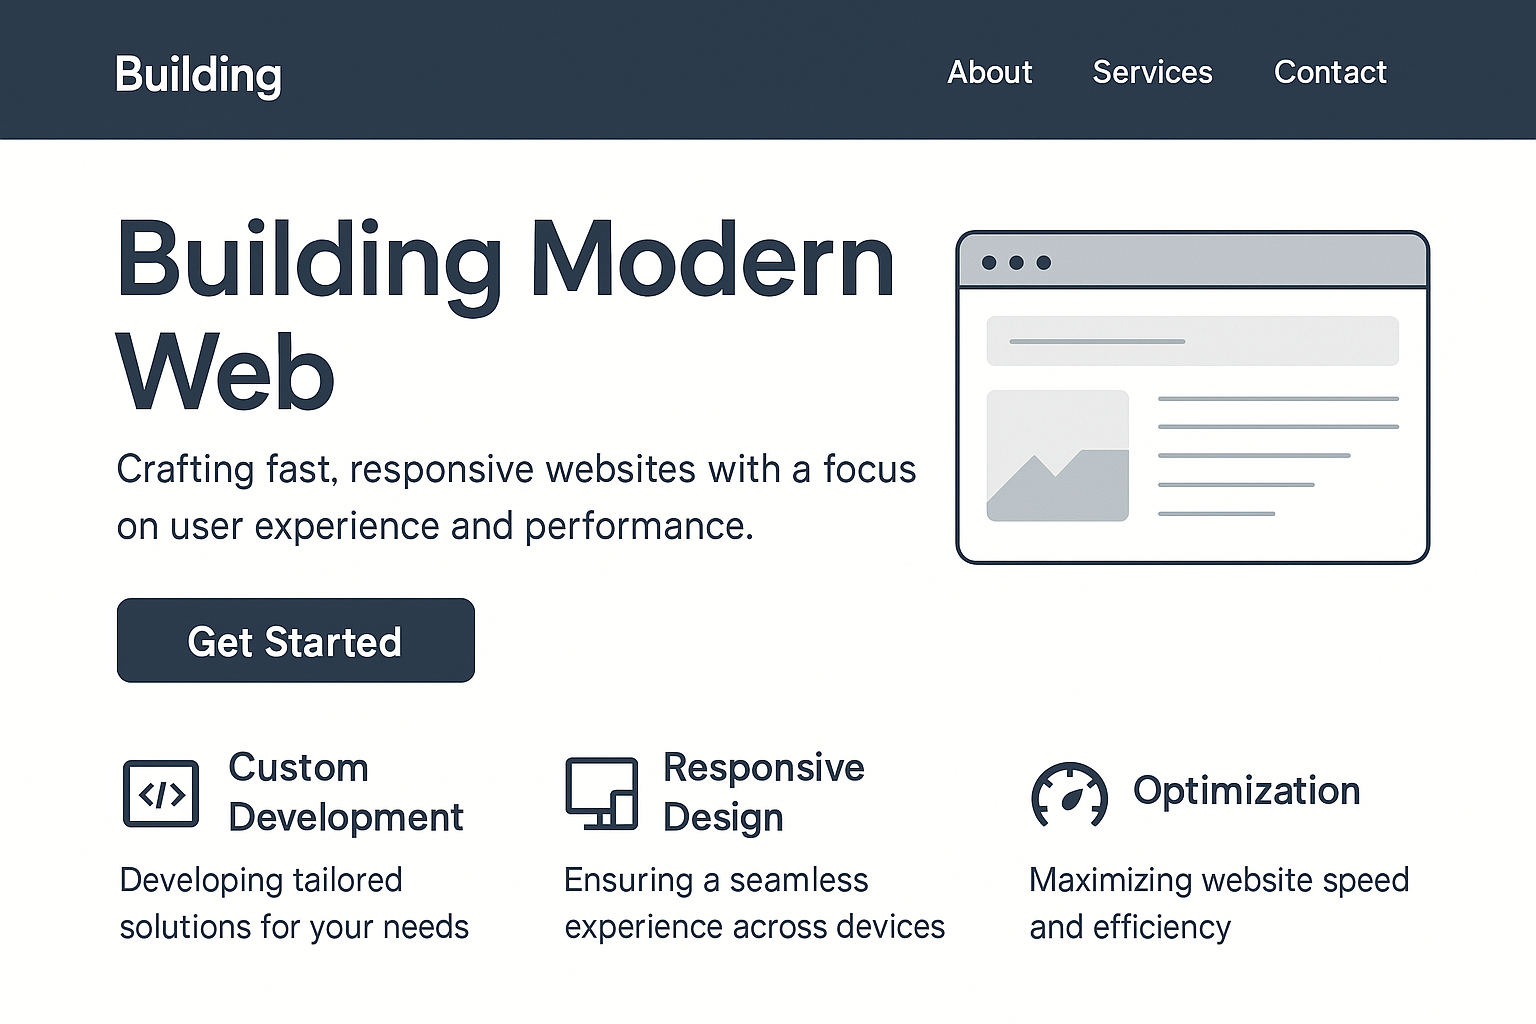 Building
About Services Contact
Building Modern
Web
Crafting fast, responsive websites with a focus
on user experience and performance.
Get Started
Custom
Development
Developing tailored
solutions for your needs
Responsive
Design
Ensuring a seamless
experience across devices
Optimization
Maximizing website speed
and efficiency